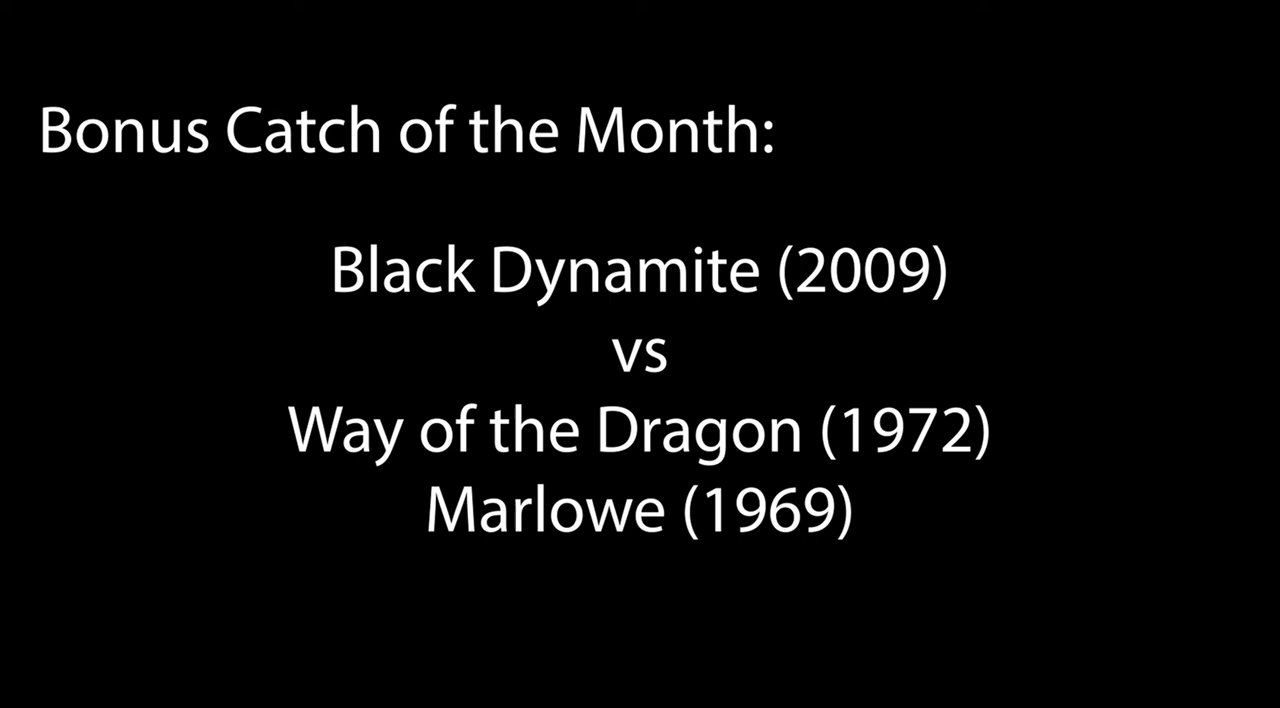 Bonus Catch of the Month:
Black Dynamite (2009)
vs
Way of the Dragon (1972)
Marlowe (1969)